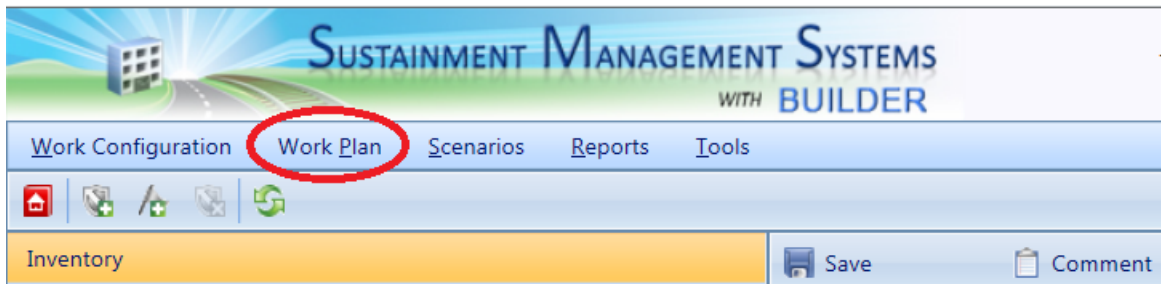 SUSTAINMENT MANAGEMENT SYSTEMS
WITH BUILDER
Work Configuration Work Plan Scenarios Reports Tools
Inventory Save Comment